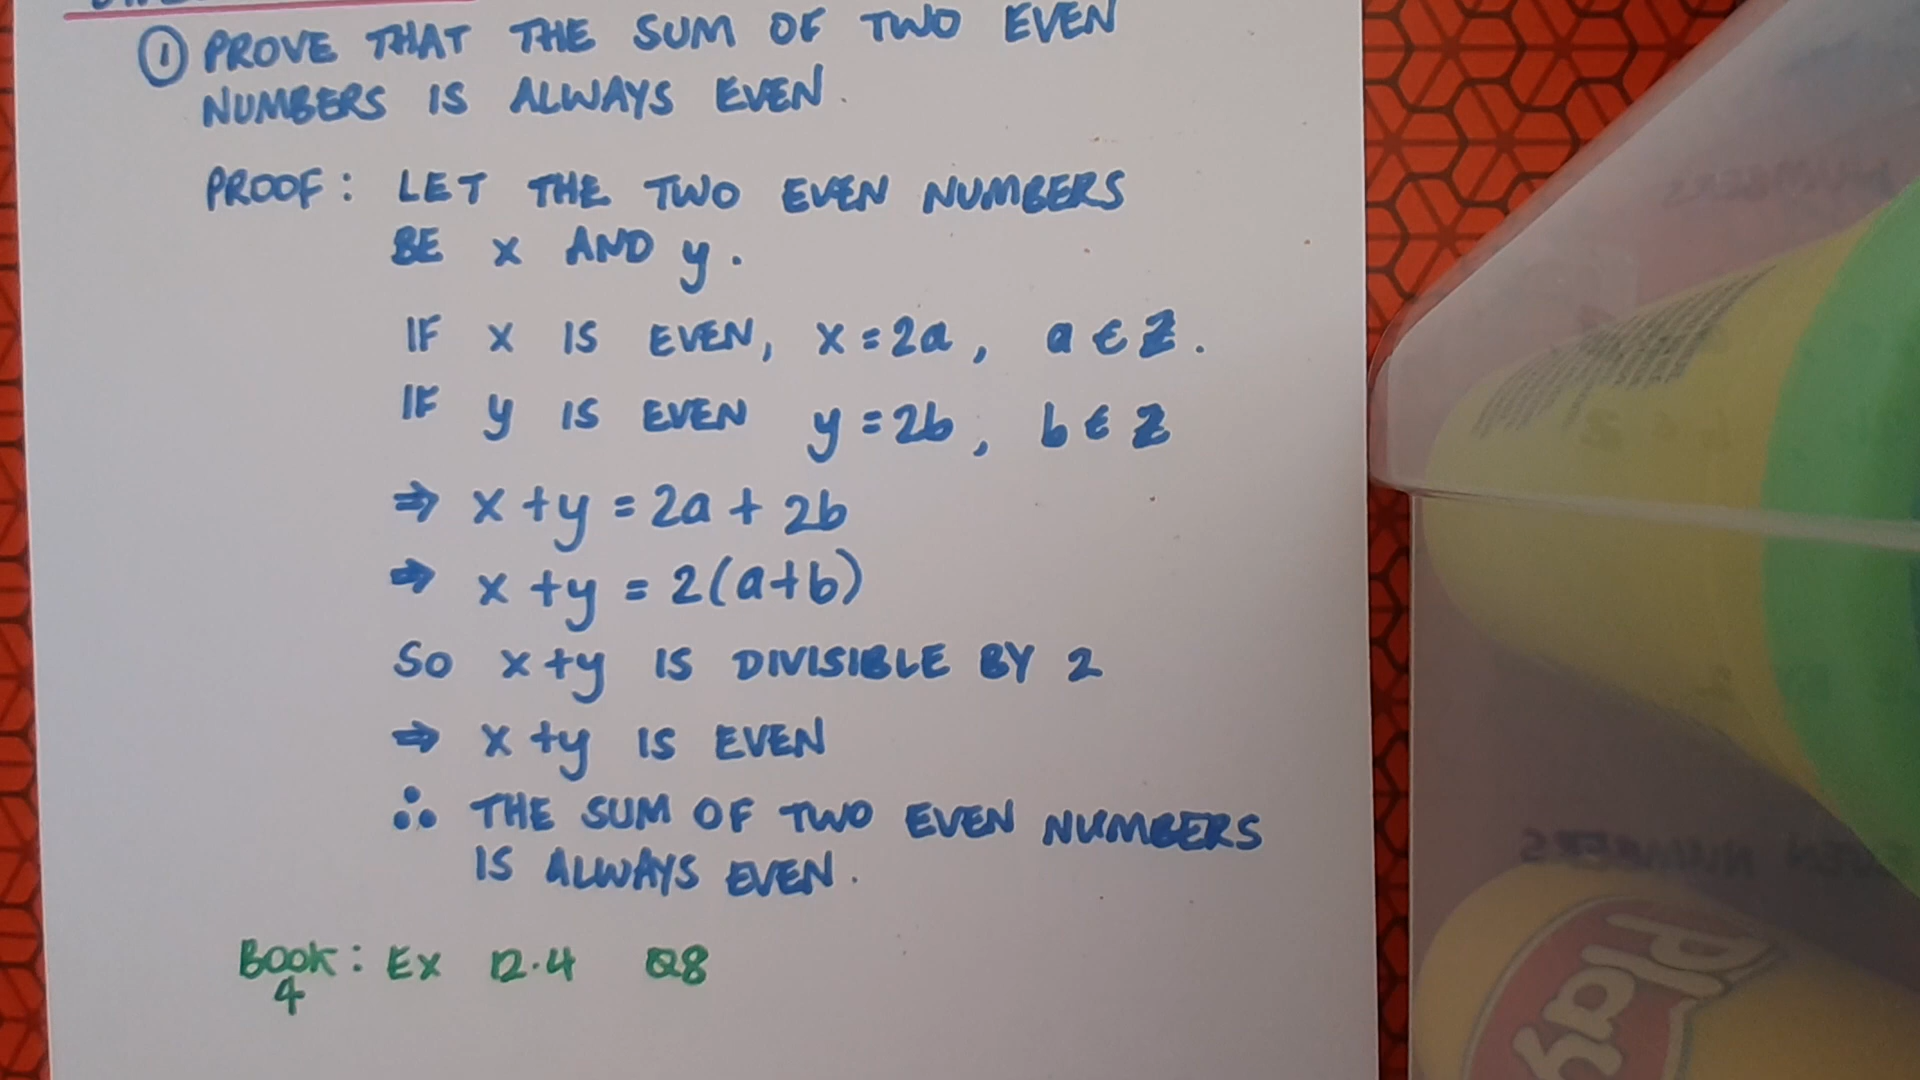 ① PROVE THAT THE SUM OF TWO EVEN
NUMBERS IS ALWAYS EVEN.
PROOF: LET THE TWO EVEN NUMBERS
BE x AND y.
IF x IS EVEN, x=2a, a∈Z.
IF y IS EVEN y=2b, b∈Z
⇒ x+y=2a+2b
⇒ x+y=2(a+b)
SO x+y IS DIVISIBLE BY 2
⇒ x+y IS EVEN
∴ THE SUM OF TWO EVEN NUMBERS
IS ALWAYS EVEN.
BOOK: EX 12.4 Q8
4
Play